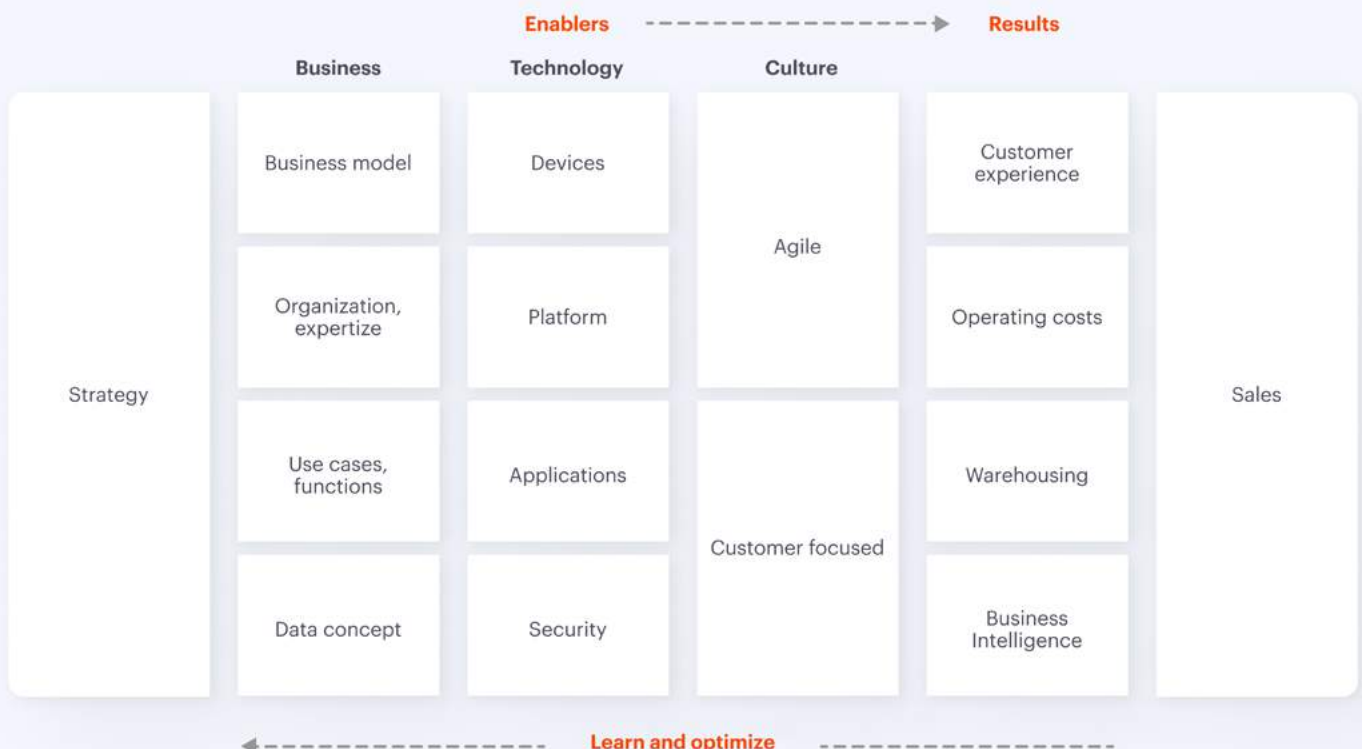 Enablers
Results
Business
Technology
Culture
Strategy
Business model
Organization,
expertize
Use cases,
functions
Data concept
Devices
Platform
Applications
Security
Agile
Customer focused
Customer
experience
Operating costs
Warehousing
Business
Intelligence
Sales
Learn and optimize